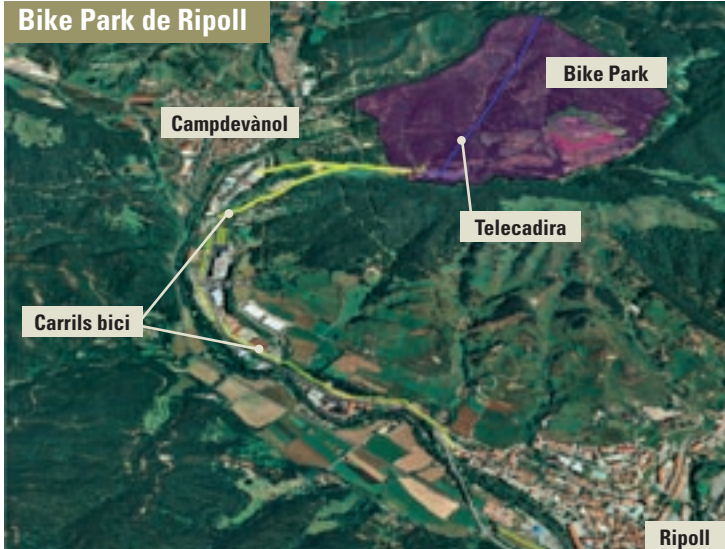 Bike Park de Ripoll
Bike Park
Campdevànol
Telecadira
Carrils bici
Ripoll